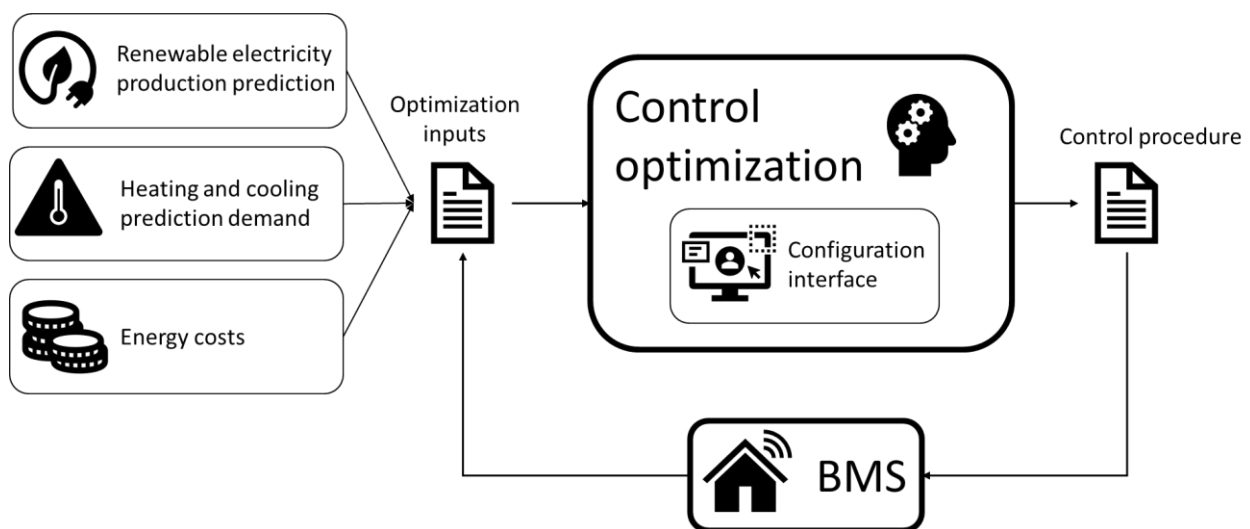 Renewable electricity
production prediction
Heating and cooling
prediction demand
Energy costs
Optimization
inputs
Control
optimization
Configuration
interface
Control procedure
BMS